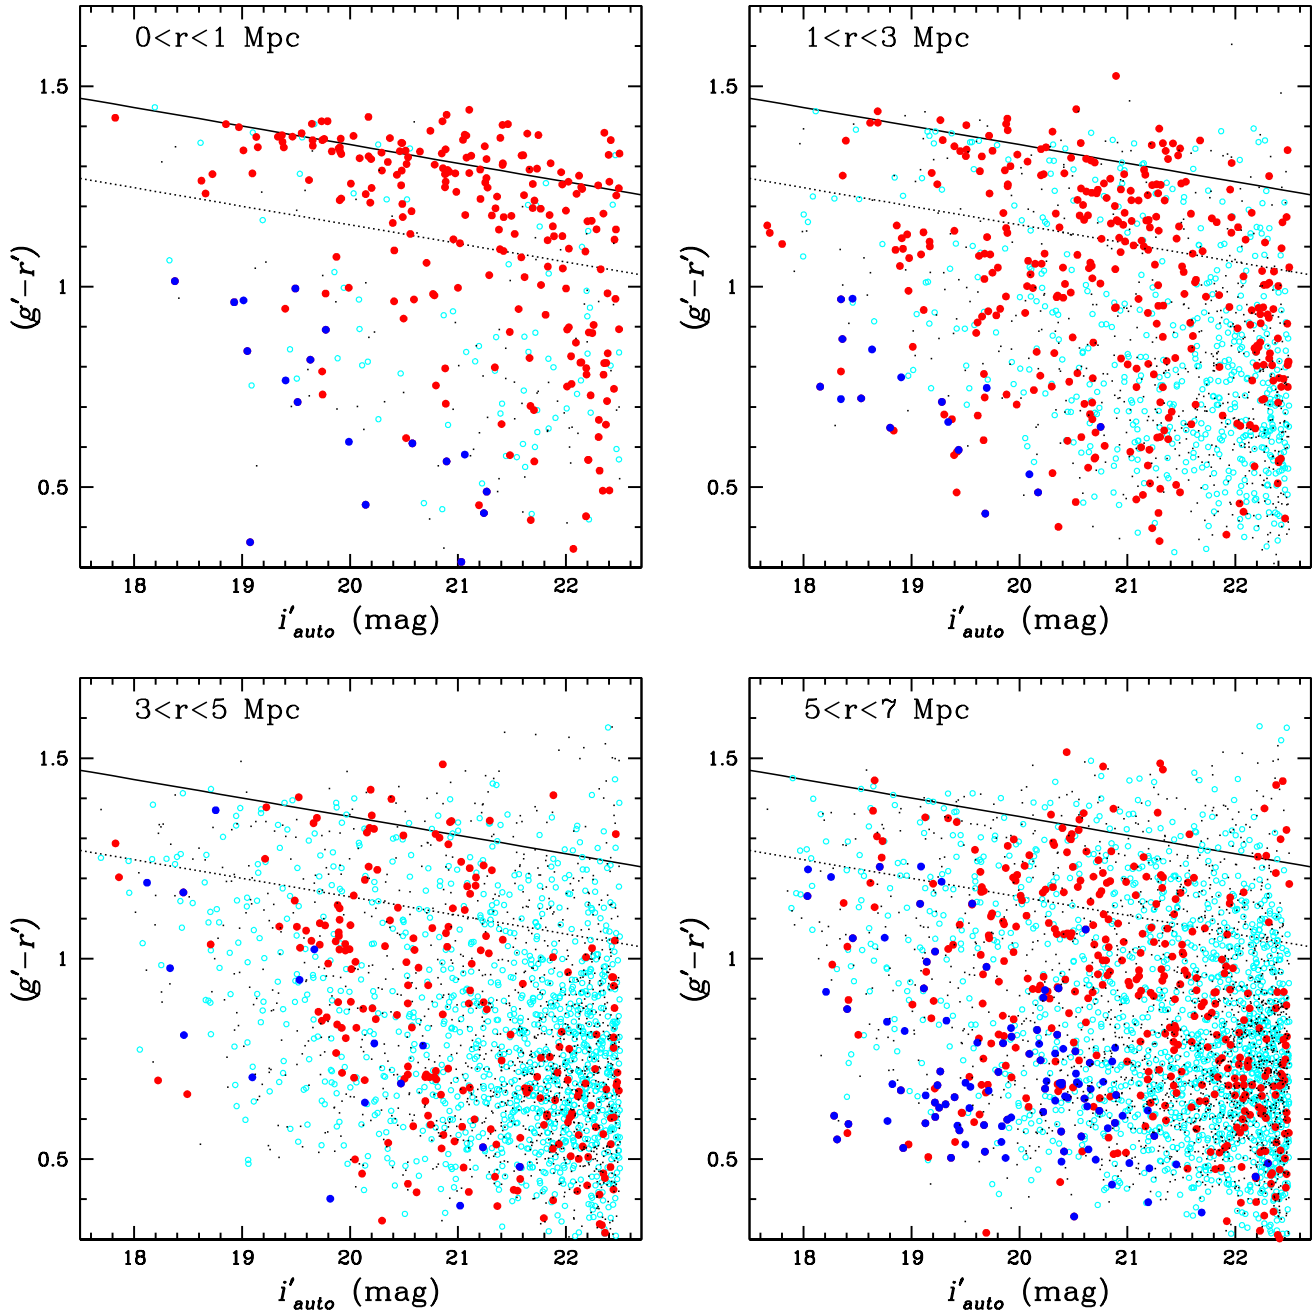 0<r<1 Mpc
1.5
1
0.5
(g′−r′)
18 19 20 21 22
i′auto (mag)
1<r<3 Mpc
1.5
1
0.5
(g′−r′)
18 19 20 21 22
i′auto (mag)
3<r<5 Mpc
1.5
1
0.5
(g′−r′)
18 19 20 21 22
i′auto (mag)
5<r<7 Mpc
1.5
1
0.5
(g′−r′)
18 19 20 21 22
i′auto (mag)